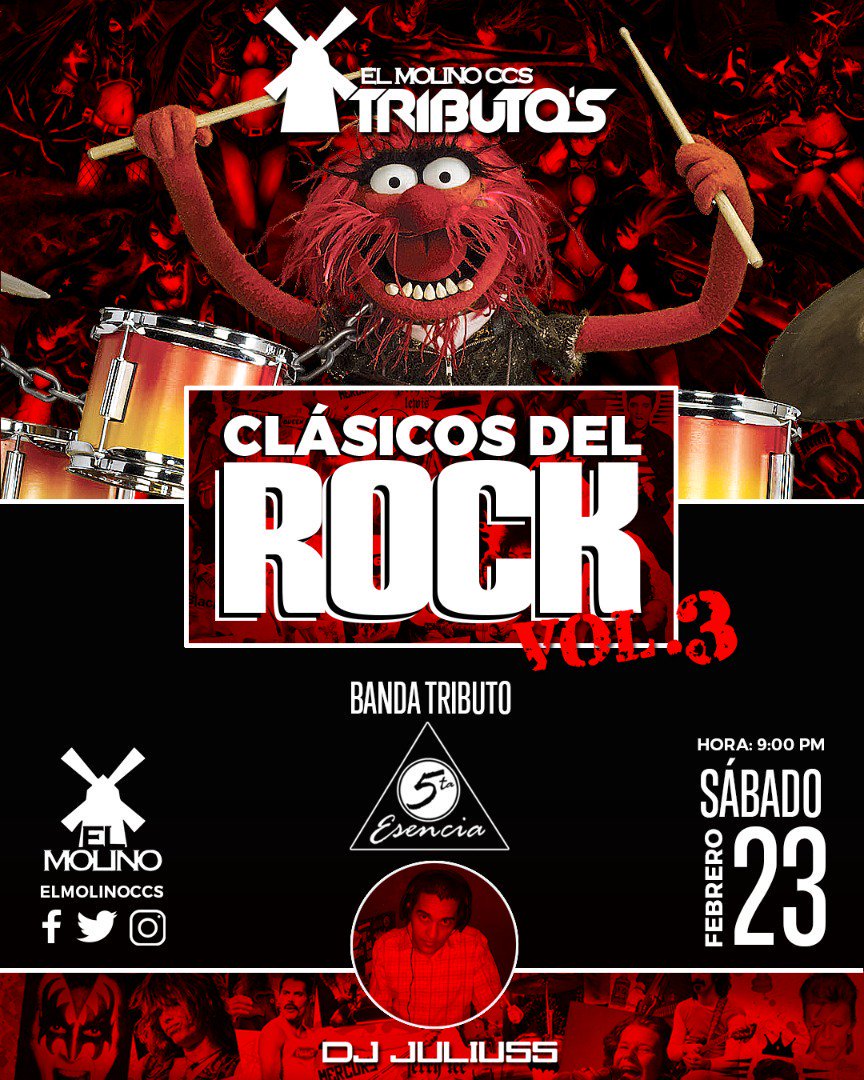 EL MOLINO CCS
TRIBUTO'S
CLÁSICOS DEL
ROCK
VOL.3
BANDA TRIBUTO
5ta
Esencia
HORA: 9:00 PM
SÁBADO
FEBRERO
23
EL
MOLINO
ELMOLINOCCS
DJ JULIUSS